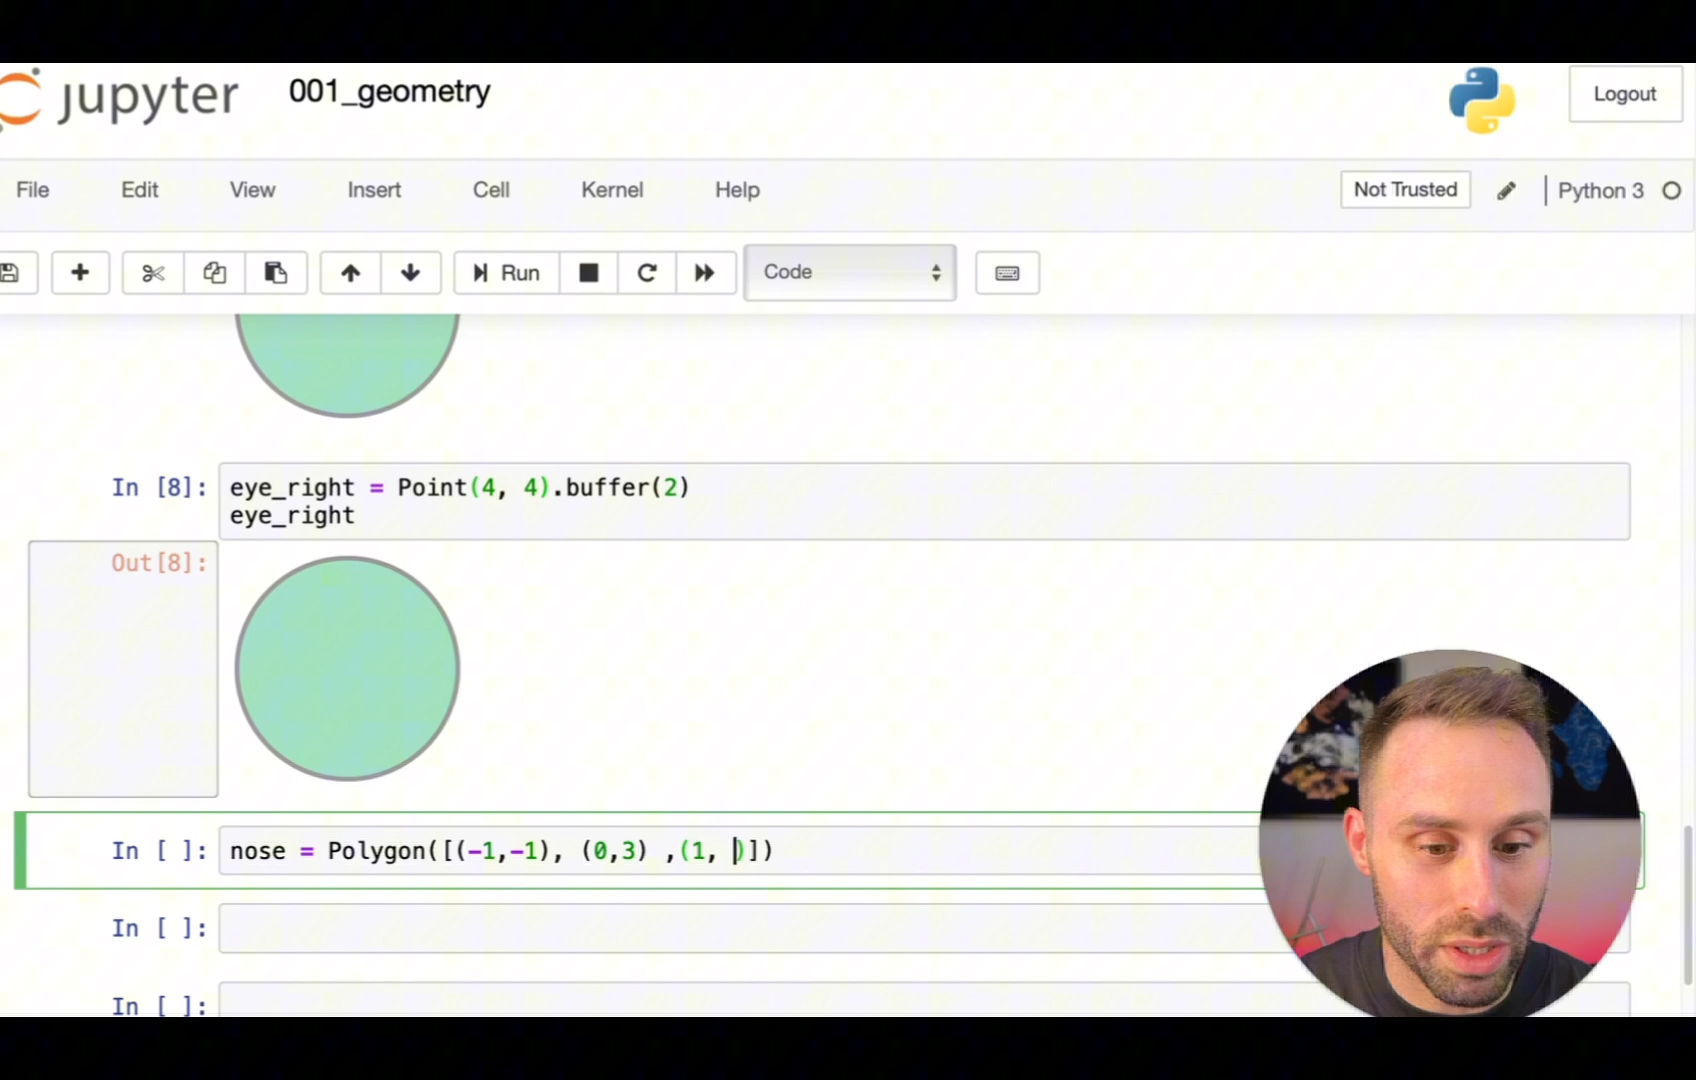 jupyter 001_geometry Logout
File Edit View Insert Cell Kernel Help Not Trusted Python 3
Run Code
In [8]: eye_right = Point(4, 4).buffer(2)
eye_right
Out[8]:
In [ ]: nose = Polygon([(-1,-1), (0,3) ,(1, )])
In [ ]:
In [ ]: